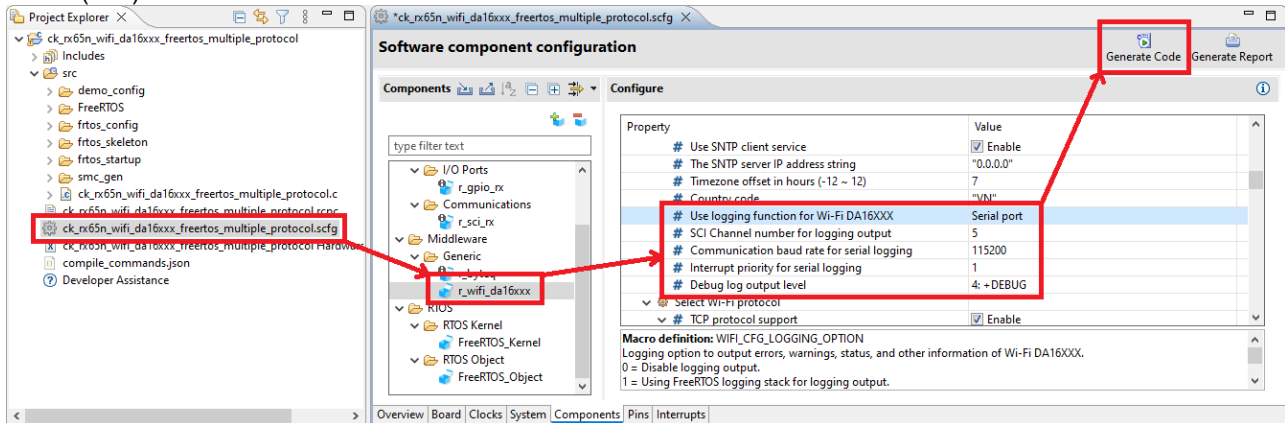 Project Explorer
ck_rx65n_wifi_da16xxx_freertos_multiple_protocol
Includes
src
demo_config
FreeRTOS
frtos_config
frtos_skeleton
frtos_startup
smc_gen
ck_rx65n_wifi_da16xxx_freertos_multiple_protocol.c
ck_rx65n_wifi_da16xxx_freertos_multiple_protocol.rcpc
ck_rx65n_wifi_da16xxx_freertos_multiple_protocol.scfg
ck_rx65n_wifi_da16xxx_freertos_multiple_protocol Hardware
compile_commands.json
Developer Assistance
*ck_rx65n_wifi_da16xxx_freertos_multiple_protocol.scfg
Software component configuration
Generate Code Generate Report
Components
type filter text
I/O Ports
r_gpio_rx
Communications
r_sci_rx
Middleware
Generic
r_byteq
r_wifi_da16xxx
RTOS
RTOS Kernel
FreeRTOS_Kernel
RTOS Object
FreeRTOS_Object
Configure
Property Value
# Use SNTP client service Enable
# The SNTP server IP address string "0.0.0.0"
# Timezone offset in hours (-12 ~ 12) 7
# Country code "VN"
# Use logging function for Wi-Fi DA16XXX Serial port
# SCI Channel number for logging output 5
# Communication baud rate for serial logging 115200
# Interrupt priority for serial logging 1
# Debug log output level 4: +DEBUG
Select Wi-Fi protocol
# TCP protocol support Enable
Macro definition: WIFI_CFG_LOGGING_OPTION
Logging option to output errors, warnings, status, and other information of Wi-Fi DA16XXX.
0 = Disable logging output.
1 = Using FreeRTOS logging stack for logging output.
Overview Board Clocks System Components Pins Interrupts